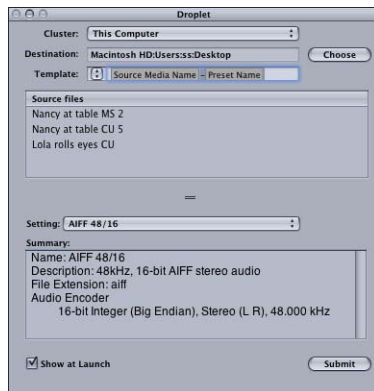 Droplet
Cluster: This Computer
Destination: Macintosh HD:Users:ss:Desktop Choose
Template: Source Media Name - Preset Name
Source files
Nancy at table MS 2
Nancy at table CU 5
Lola rolls eyes CU
Setting: AIFF 48/16
Summary:
Name: AIFF 48/16
Description: 48kHz, 16-bit AIFF stereo audio
File Extension: aiff
Audio Encoder
16-bit Integer (Big Endian), Stereo (L R), 48.000 kHz
Show at Launch Submit